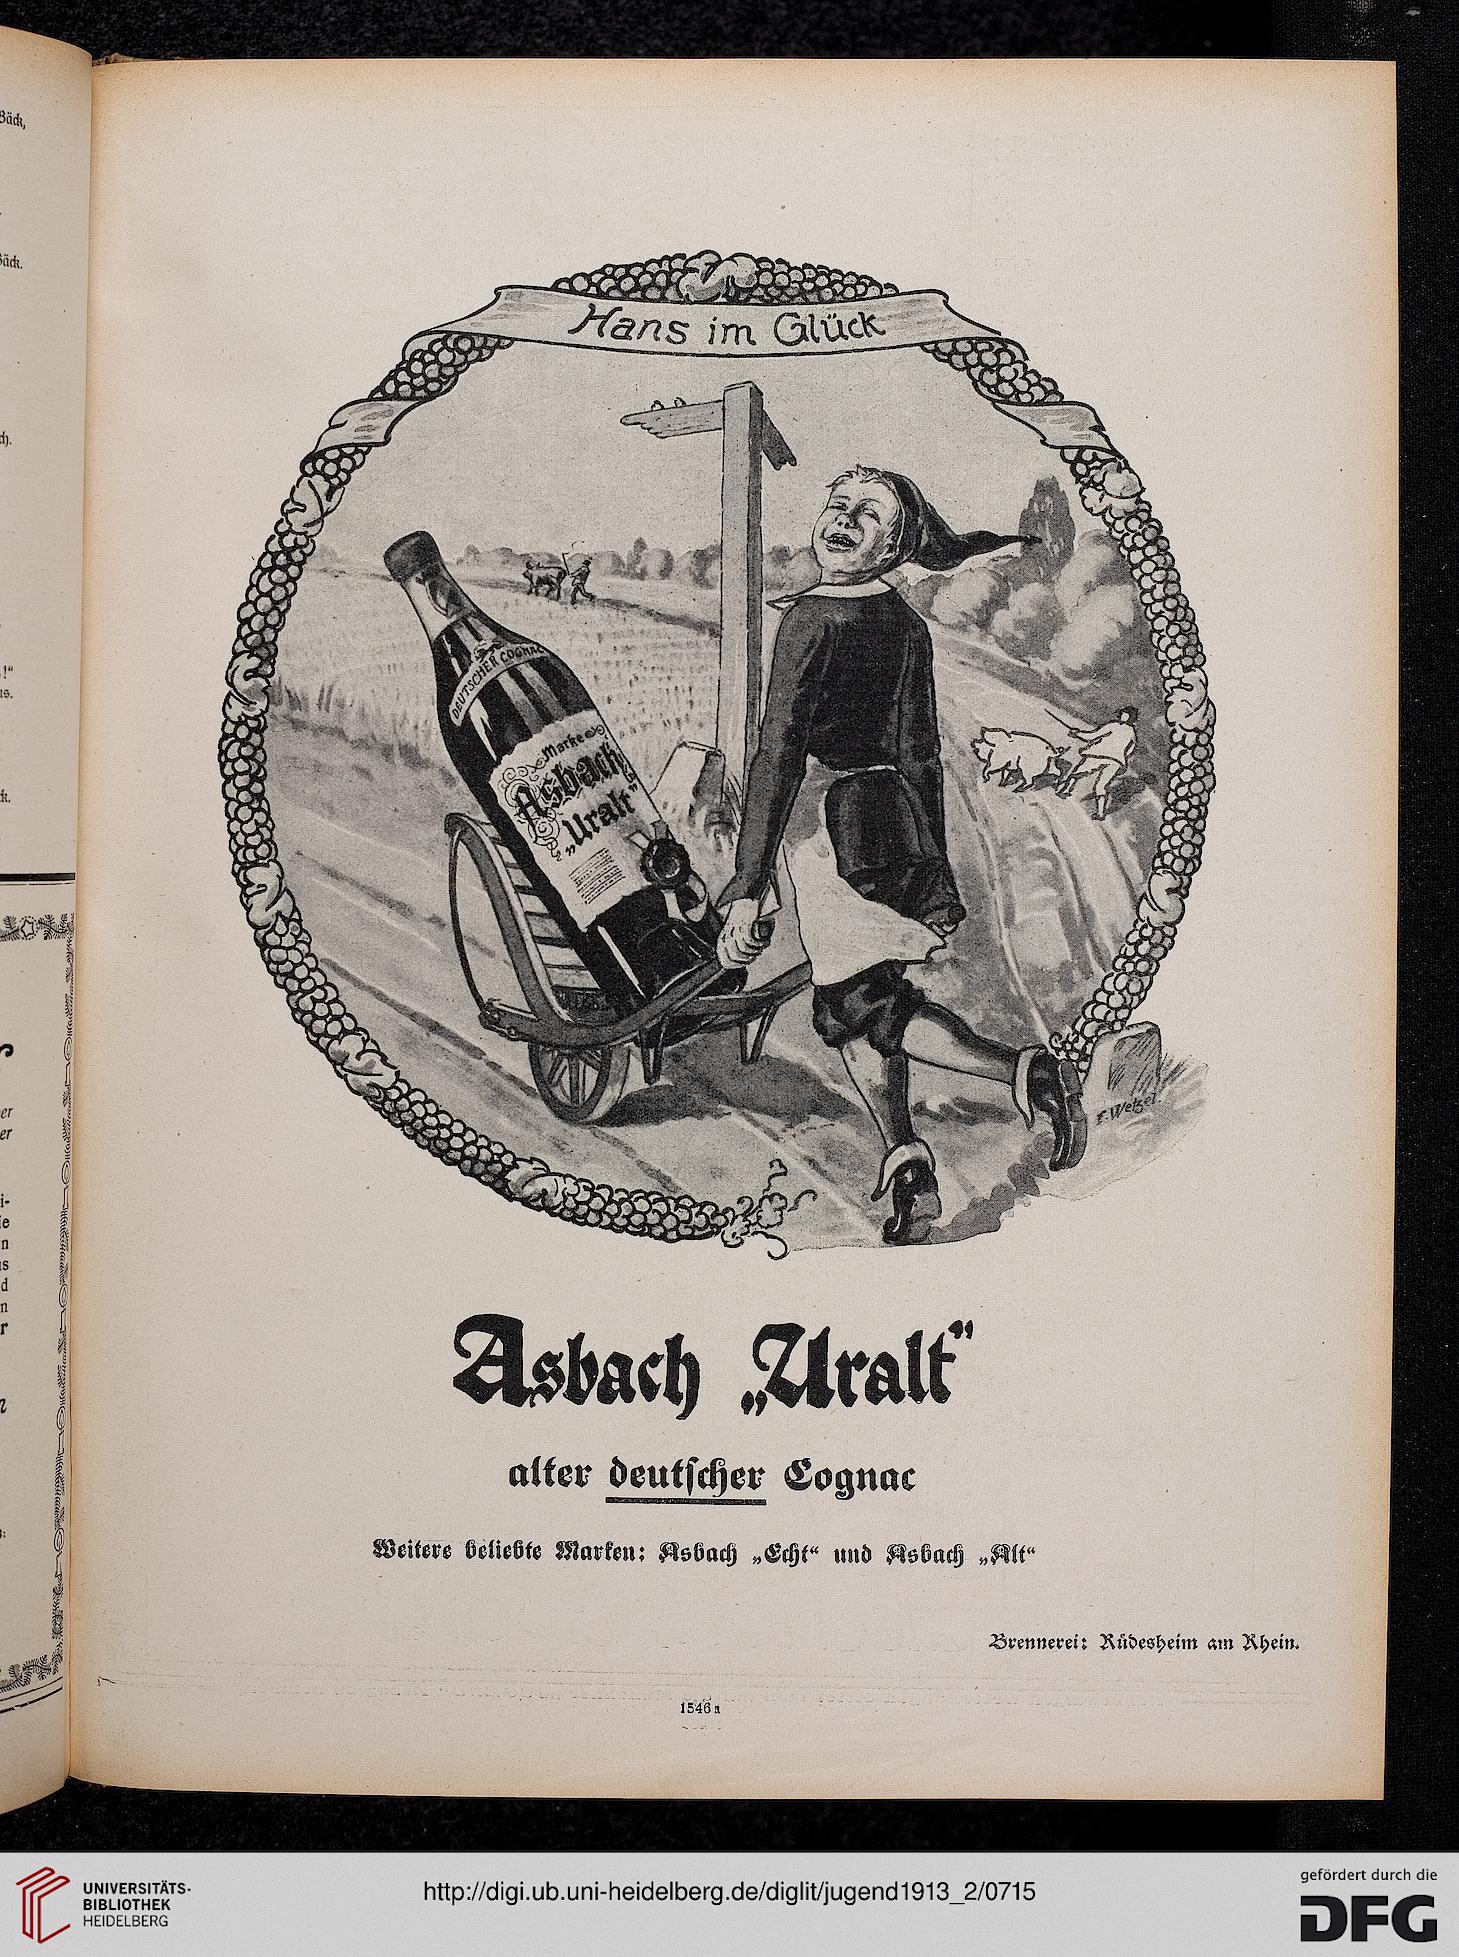 Bäck,
Hans im Glück
DEUTSCHER COGNAC
Marke
Asbach
„Uralt“
F. Wetzel.
Asbach „Uralt“
alter deutscher Cognac
Weitere beliebte Marken: Asbach „Echt“ und Asbach „Alt“
Brennerei: Rüdesheim am Rhein.
1546 a
UNIVERSITÄTS-
BIBLIOTHEK
HEIDELBERG
http://digi.ub.uni-heidelberg.de/diglit/jugend1913_2/0715
gefördert durch die
DFG